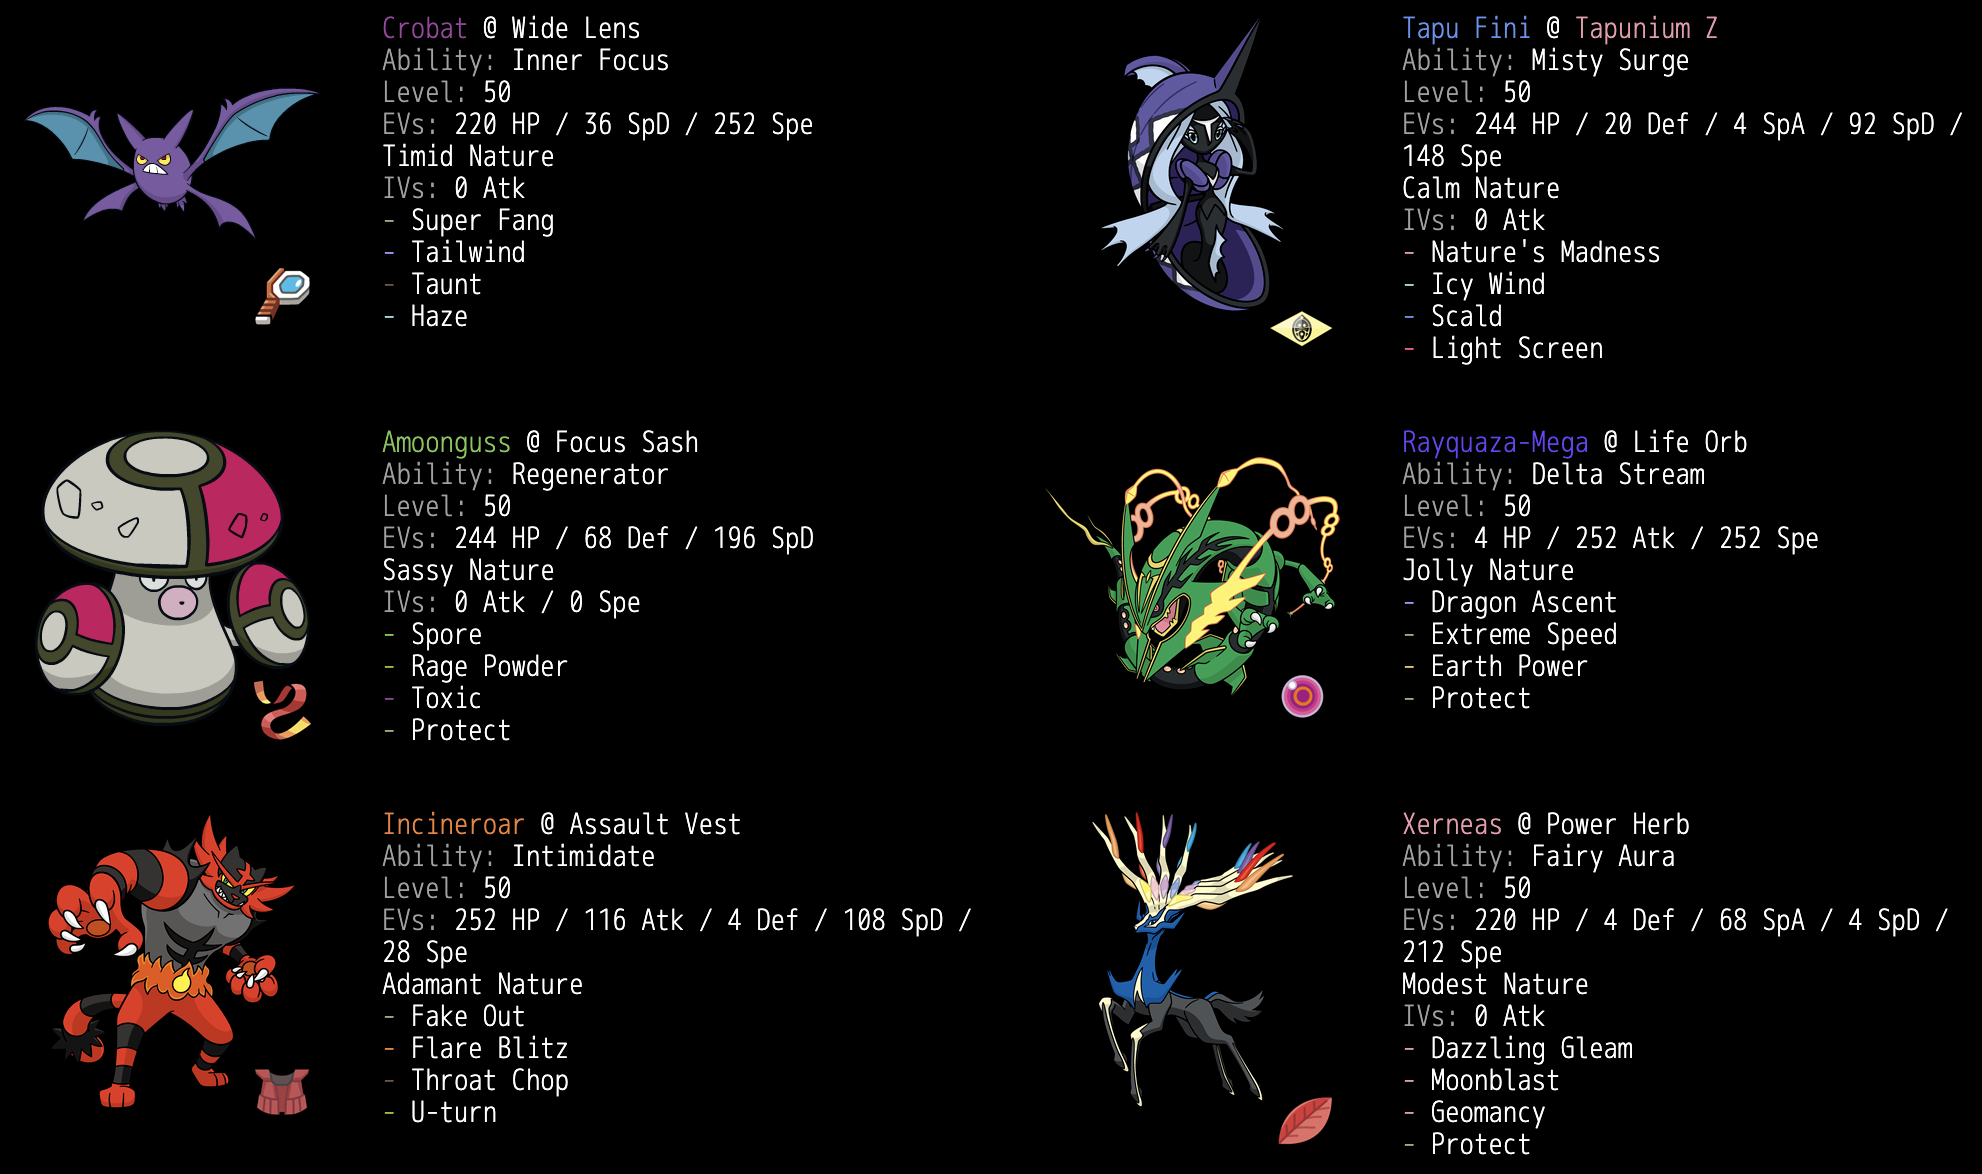 Crobat @ Wide Lens
Ability: Inner Focus
Level: 50
EVs: 220 HP / 36 SpD / 252 Spe
Timid Nature
IVs: 0 Atk
- Super Fang
- Tailwind
- Taunt
- Haze
Tapu Fini @ Tapunium Z
Ability: Misty Surge
Level: 50
EVs: 244 HP / 20 Def / 4 SpA / 92 SpD /
148 Spe
Calm Nature
IVs: 0 Atk
- Nature's Madness
- Icy Wind
- Scald
- Light Screen
Amoonguss @ Focus Sash
Ability: Regenerator
Level: 50
EVs: 244 HP / 68 Def / 196 SpD
Sassy Nature
IVs: 0 Atk / 0 Spe
- Spore
- Rage Powder
- Toxic
- Protect
Rayquaza-Mega @ Life Orb
Ability: Delta Stream
Level: 50
EVs: 4 HP / 252 Atk / 252 Spe
Jolly Nature
- Dragon Ascent
- Extreme Speed
- Earth Power
- Protect
Incineroar @ Assault Vest
Ability: Intimidate
Level: 50
EVs: 252 HP / 116 Atk / 4 Def / 108 SpD /
28 Spe
Adamant Nature
- Fake Out
- Flare Blitz
- Throat Chop
- U-turn
Xerneas @ Power Herb
Ability: Fairy Aura
Level: 50
EVs: 220 HP / 4 Def / 68 SpA / 4 SpD /
212 Spe
Modest Nature
IVs: 0 Atk
- Dazzling Gleam
- Moonblast
- Geomancy
- Protect